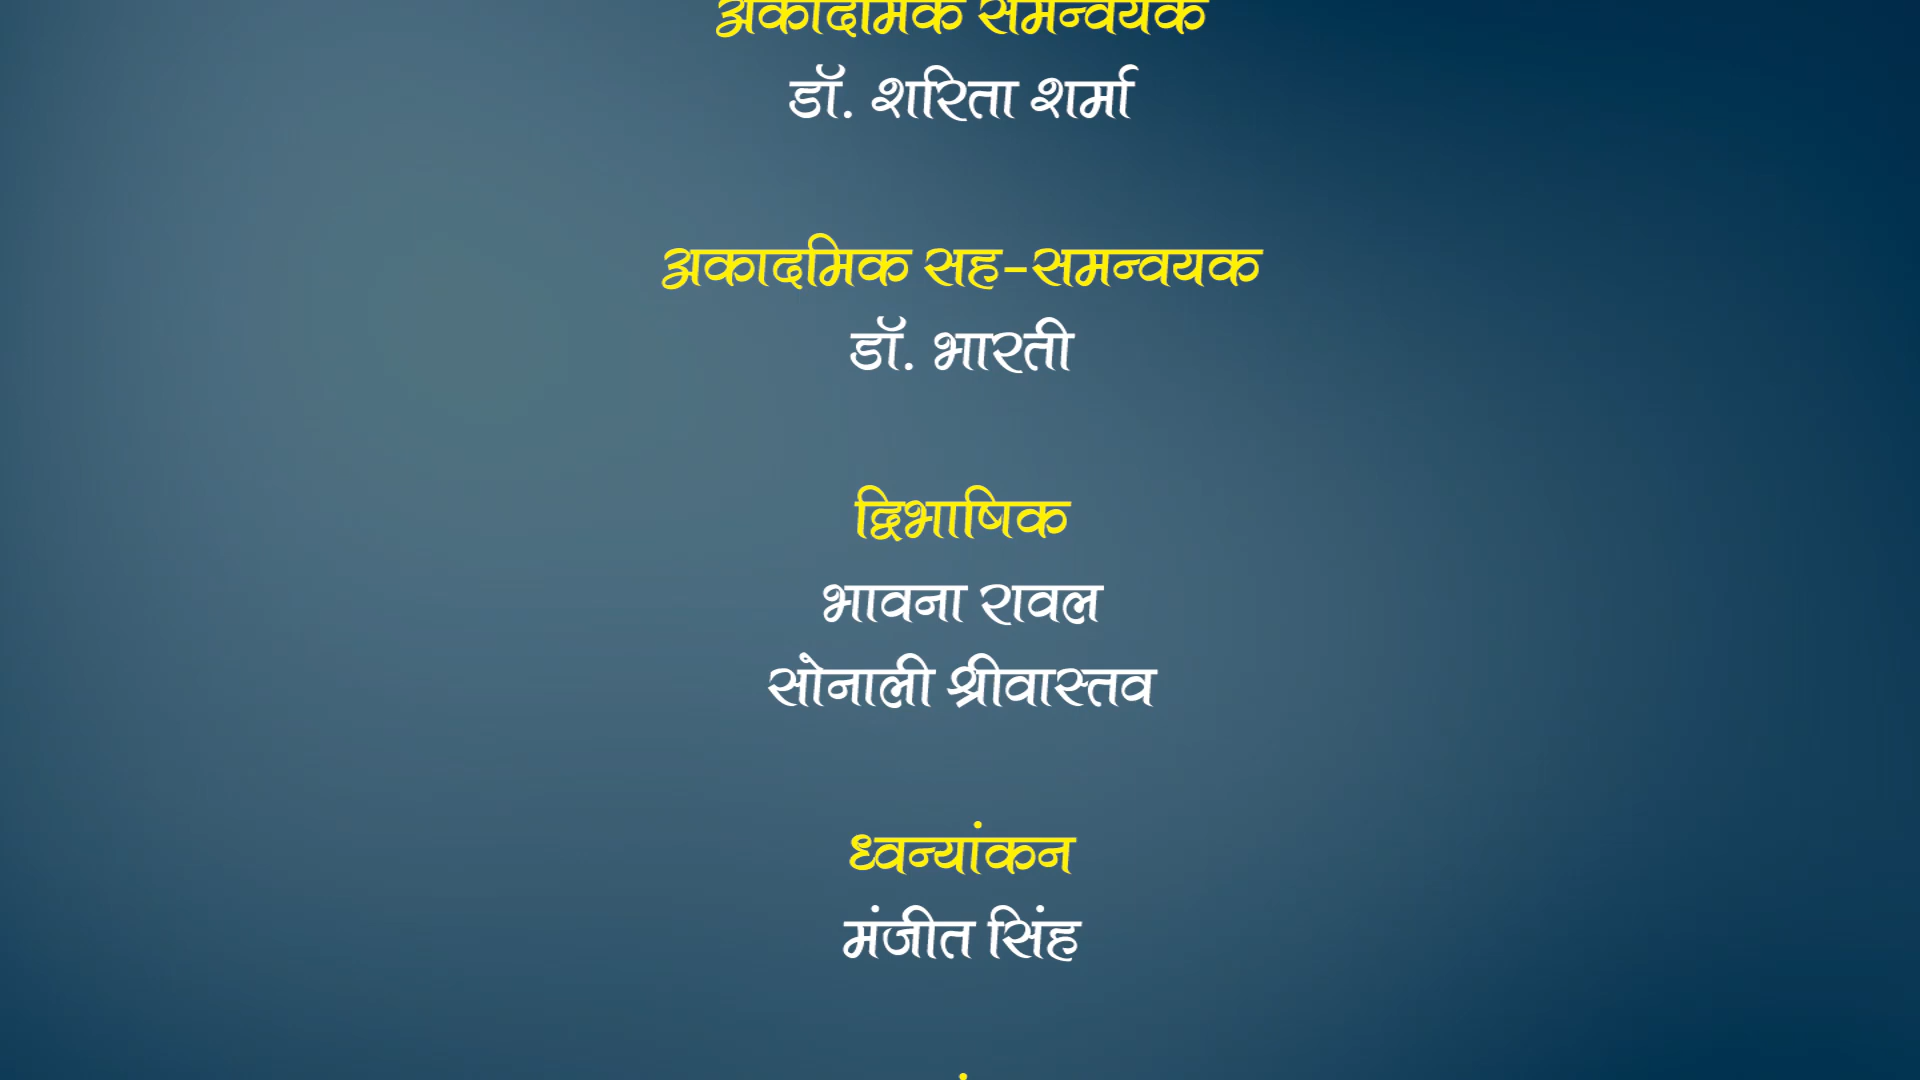 अकादमिक समन्वयक
डॉ. शरिता शर्मा
अकादमिक सह-समन्वयक
डॉ. भारती
द्विभाषिक
भावना रावल
सोनाली श्रीवास्तव
ध्वन्यांकन
मंजीत सिंह